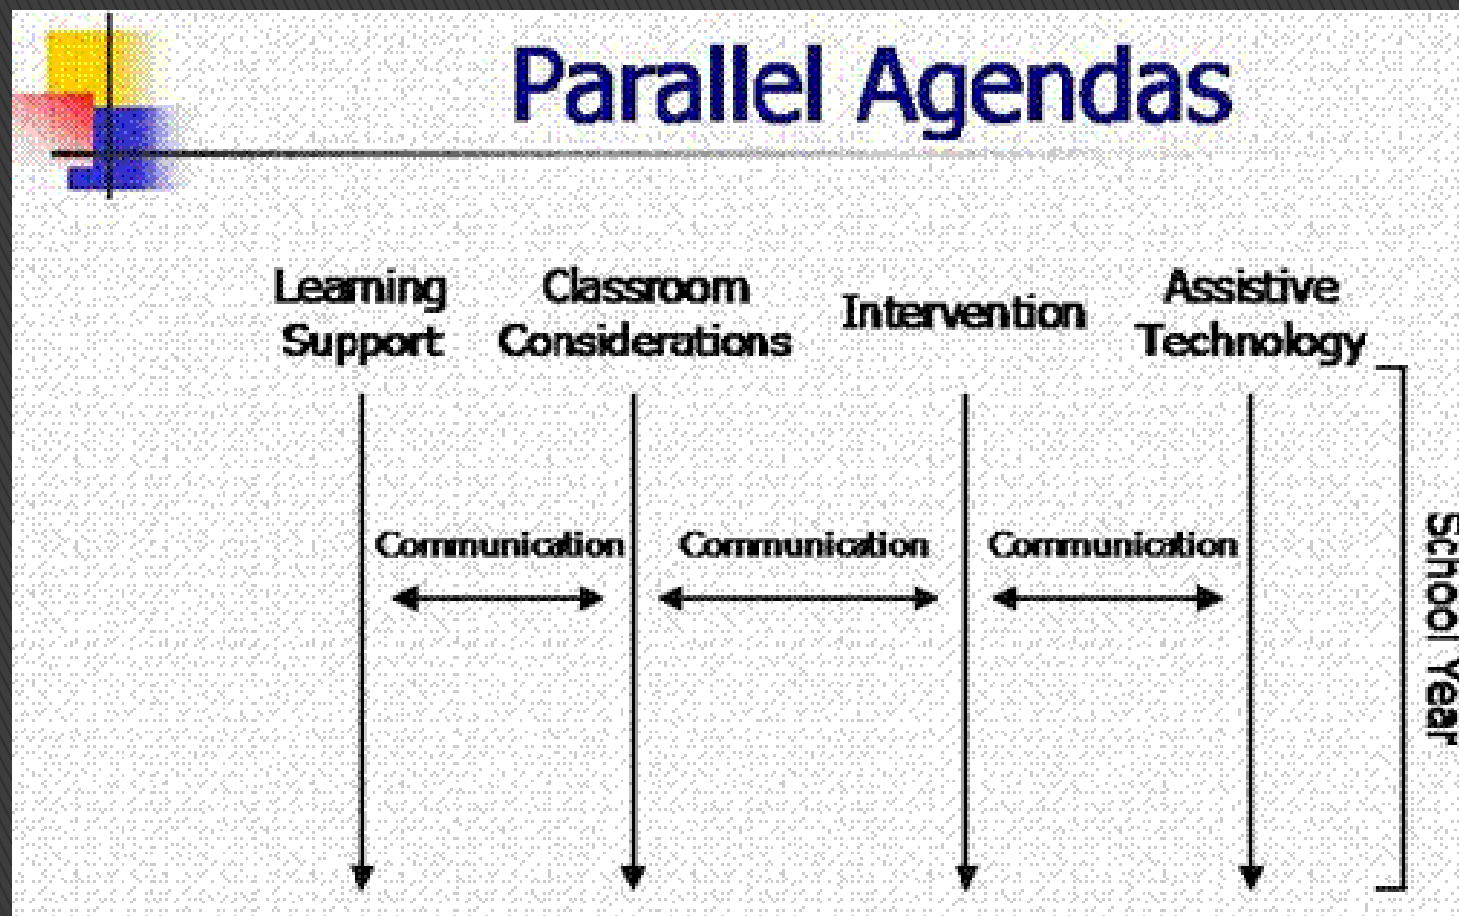 Parallel Agendas
Learning
Support
Classroom
Considerations
Intervention
Assistive
Technology
Communication
Communication
Communication
School Year